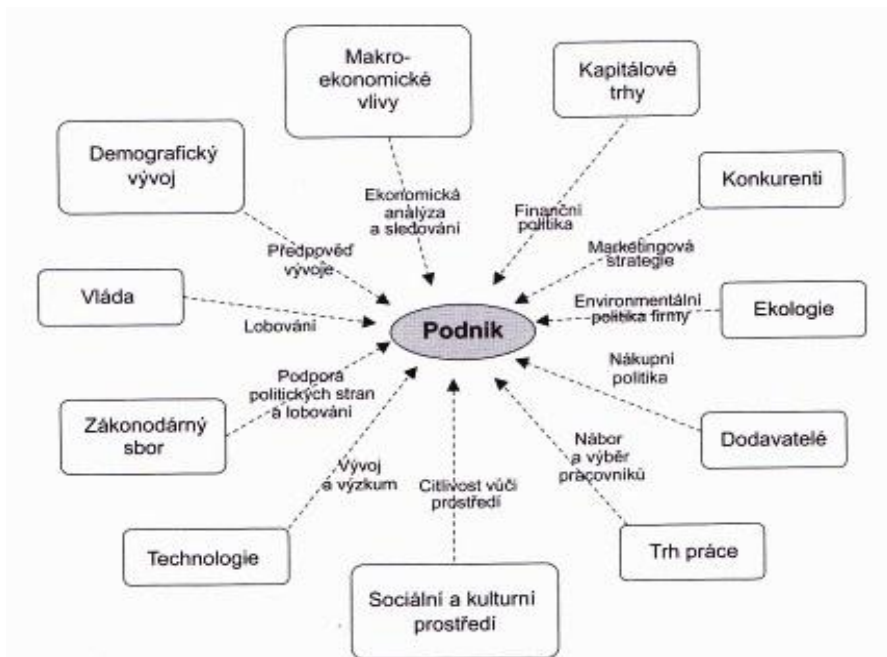 Makro-
ekonomické
vlivy
Kapitálové
trhy
Demografický
vývoj
Konkurenti
Ekonomická
analýza
a sledování
Finanční
politika
Předpověď
vývoje
Marketingová
strategie
Vláda
Lobování
Podnik
Environmentální
politika firmy
Ekologie
Zákonodárný
sbor
Podpora
politických stran
a lobování
Nákupní
politika
Dodavatelé
Vývoj
a výzkum
Citlivost vůči
prostředí
Nábor
a výběr
pracovníků
Technologie
Sociální a kulturní
prostředí
Trh práce